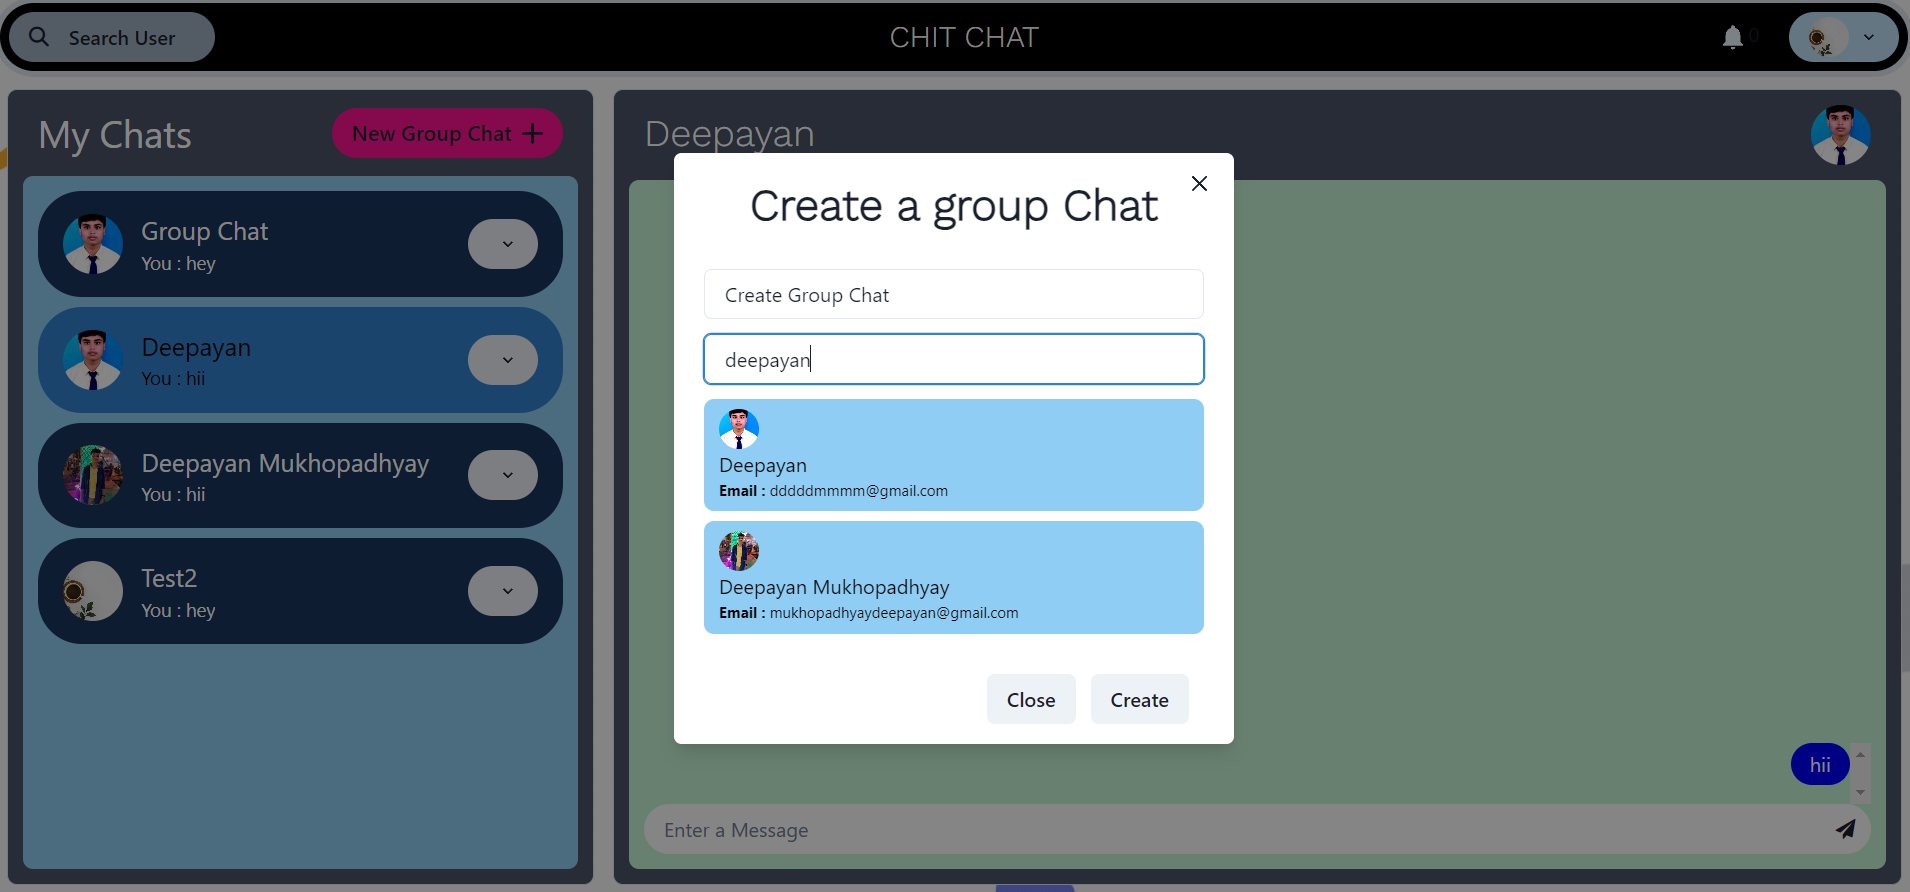 Search User
CHIT CHAT
0
My Chats
New Group Chat
Group Chat
You : hey
Deepayan
You : hii
Deepayan Mukhopadhyay
You : hii
Test2
You : hey
Deepayan
Create a group Chat
Create Group Chat
deepayan
Deepayan
Email : dddddmmmm@gmail.com
Deepayan Mukhopadhyay
Email : mukhopadhyaydeepayan@gmail.com
Close
Create
hii
Enter a Message